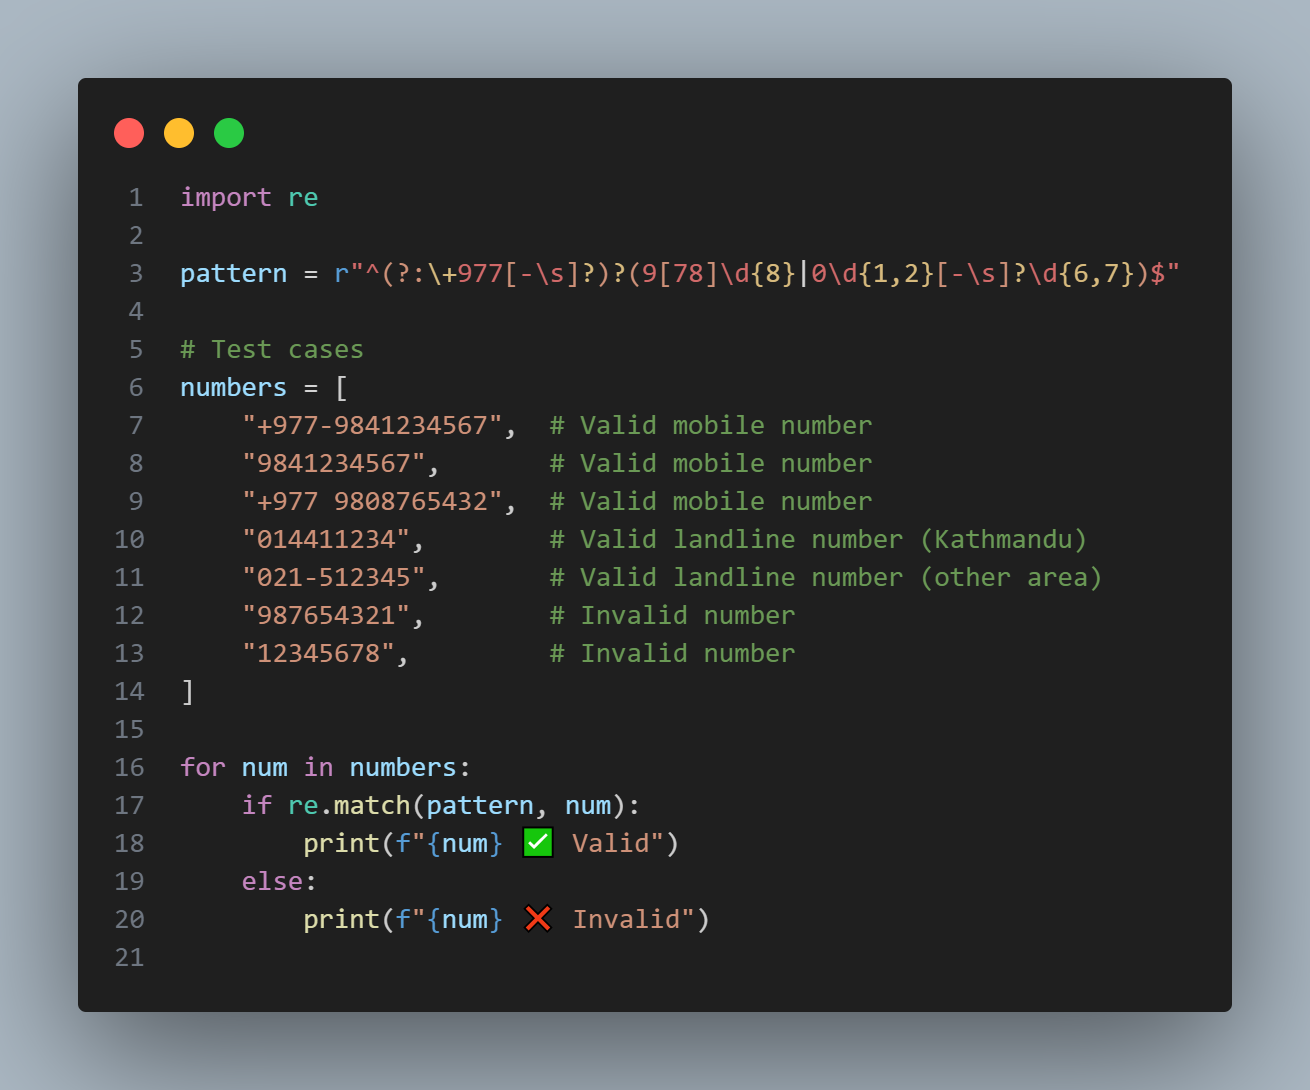 1 import re
2
3 pattern = r"^(?:\+977[-\s]?)?(9[78]\d{8}|0\d{1,2}[-\s]?\d{6,7})$"
4
5 # Test cases
6 numbers = [
7     "+977-9841234567",  # Valid mobile number
8     "9841234567",       # Valid mobile number
9     "+977 9808765432",  # Valid mobile number
10     "014411234",        # Valid landline number (Kathmandu)
11     "021-512345",       # Valid landline number (other area)
12     "987654321",        # Invalid number
13     "12345678",         # Invalid number
14 ]
15
16 for num in numbers:
17     if re.match(pattern, num):
18         print(f"{num} ✅ Valid")
19     else:
20         print(f"{num} ❌ Invalid")
21